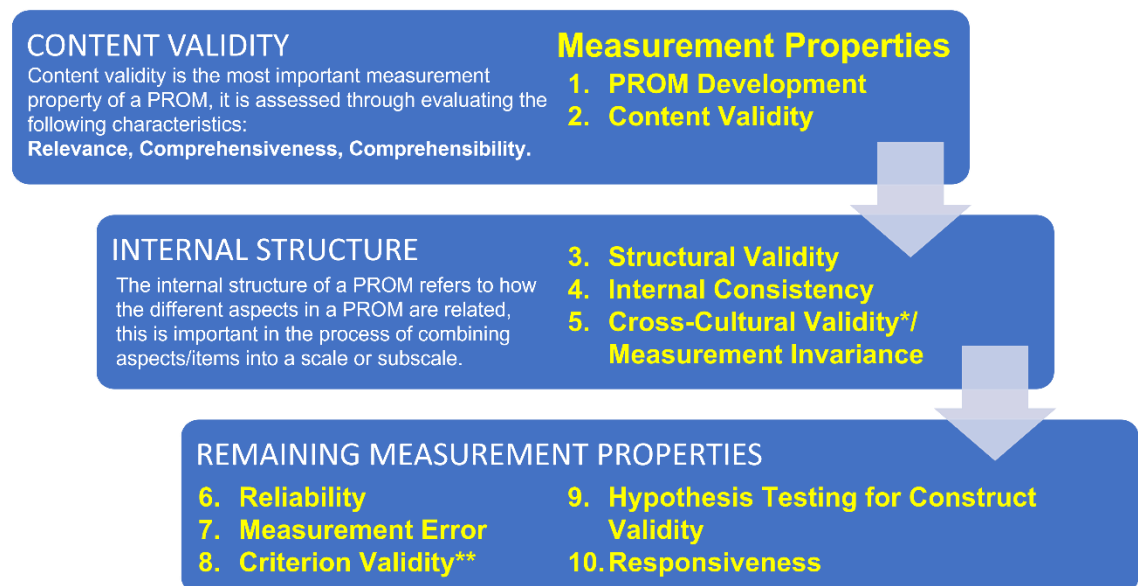 CONTENT VALIDITY
Content validity is the most important measurement
property of a PROM, it is assessed through evaluating the
following characteristics:
Relevance, Comprehensiveness, Comprehensibility.
Measurement Properties
1. PROM Development
2. Content Validity
INTERNAL STRUCTURE
The internal structure of a PROM refers to how
the different aspects in a PROM are related,
this is important in the process of combining
aspects/items into a scale or subscale.
3. Structural Validity
4. Internal Consistency
5. Cross-Cultural Validity*/
Measurement Invariance
REMAINING MEASUREMENT PROPERTIES
6. Reliability
7. Measurement Error
8. Criterion Validity**
9. Hypothesis Testing for Construct
Validity
10. Responsiveness